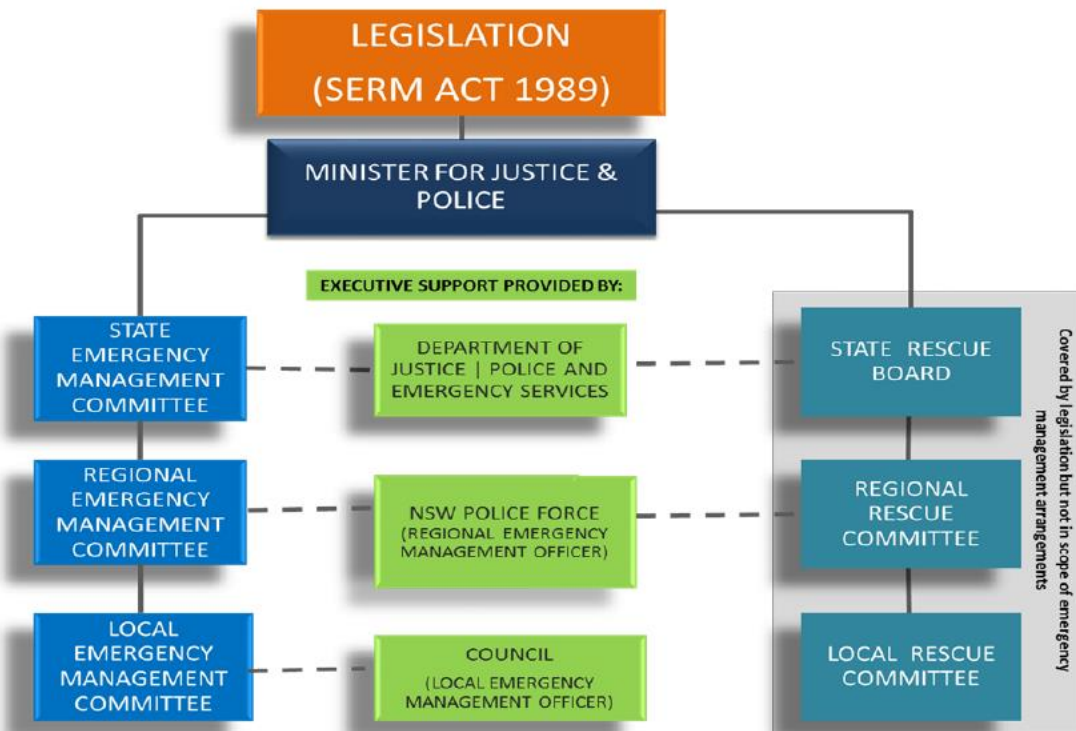 LEGISLATION
(SERM ACT 1989)
MINISTER FOR JUSTICE &
POLICE
EXECUTIVE SUPPORT PROVIDED BY:
STATE
EMERGENCY
MANAGEMENT
COMMITTEE
DEPARTMENT OF
JUSTICE | POLICE AND
EMERGENCY SERVICES
STATE RESCUE
BOARD
REGIONAL
EMERGENCY
MANAGEMENT
COMMITTEE
NSW POLICE FORCE
(REGIONAL EMERGENCY
MANAGEMENT OFFICER)
REGIONAL
RESCUE
COMMITTEE
LOCAL
EMERGENCY
MANAGEMENT
COMMITTEE
COUNCIL
(LOCAL EMERGENCY
MANAGEMENT OFFICER)
LOCAL RESCUE
COMMITTEE
Covered by legislation but not in scope of emergency
management arrangements